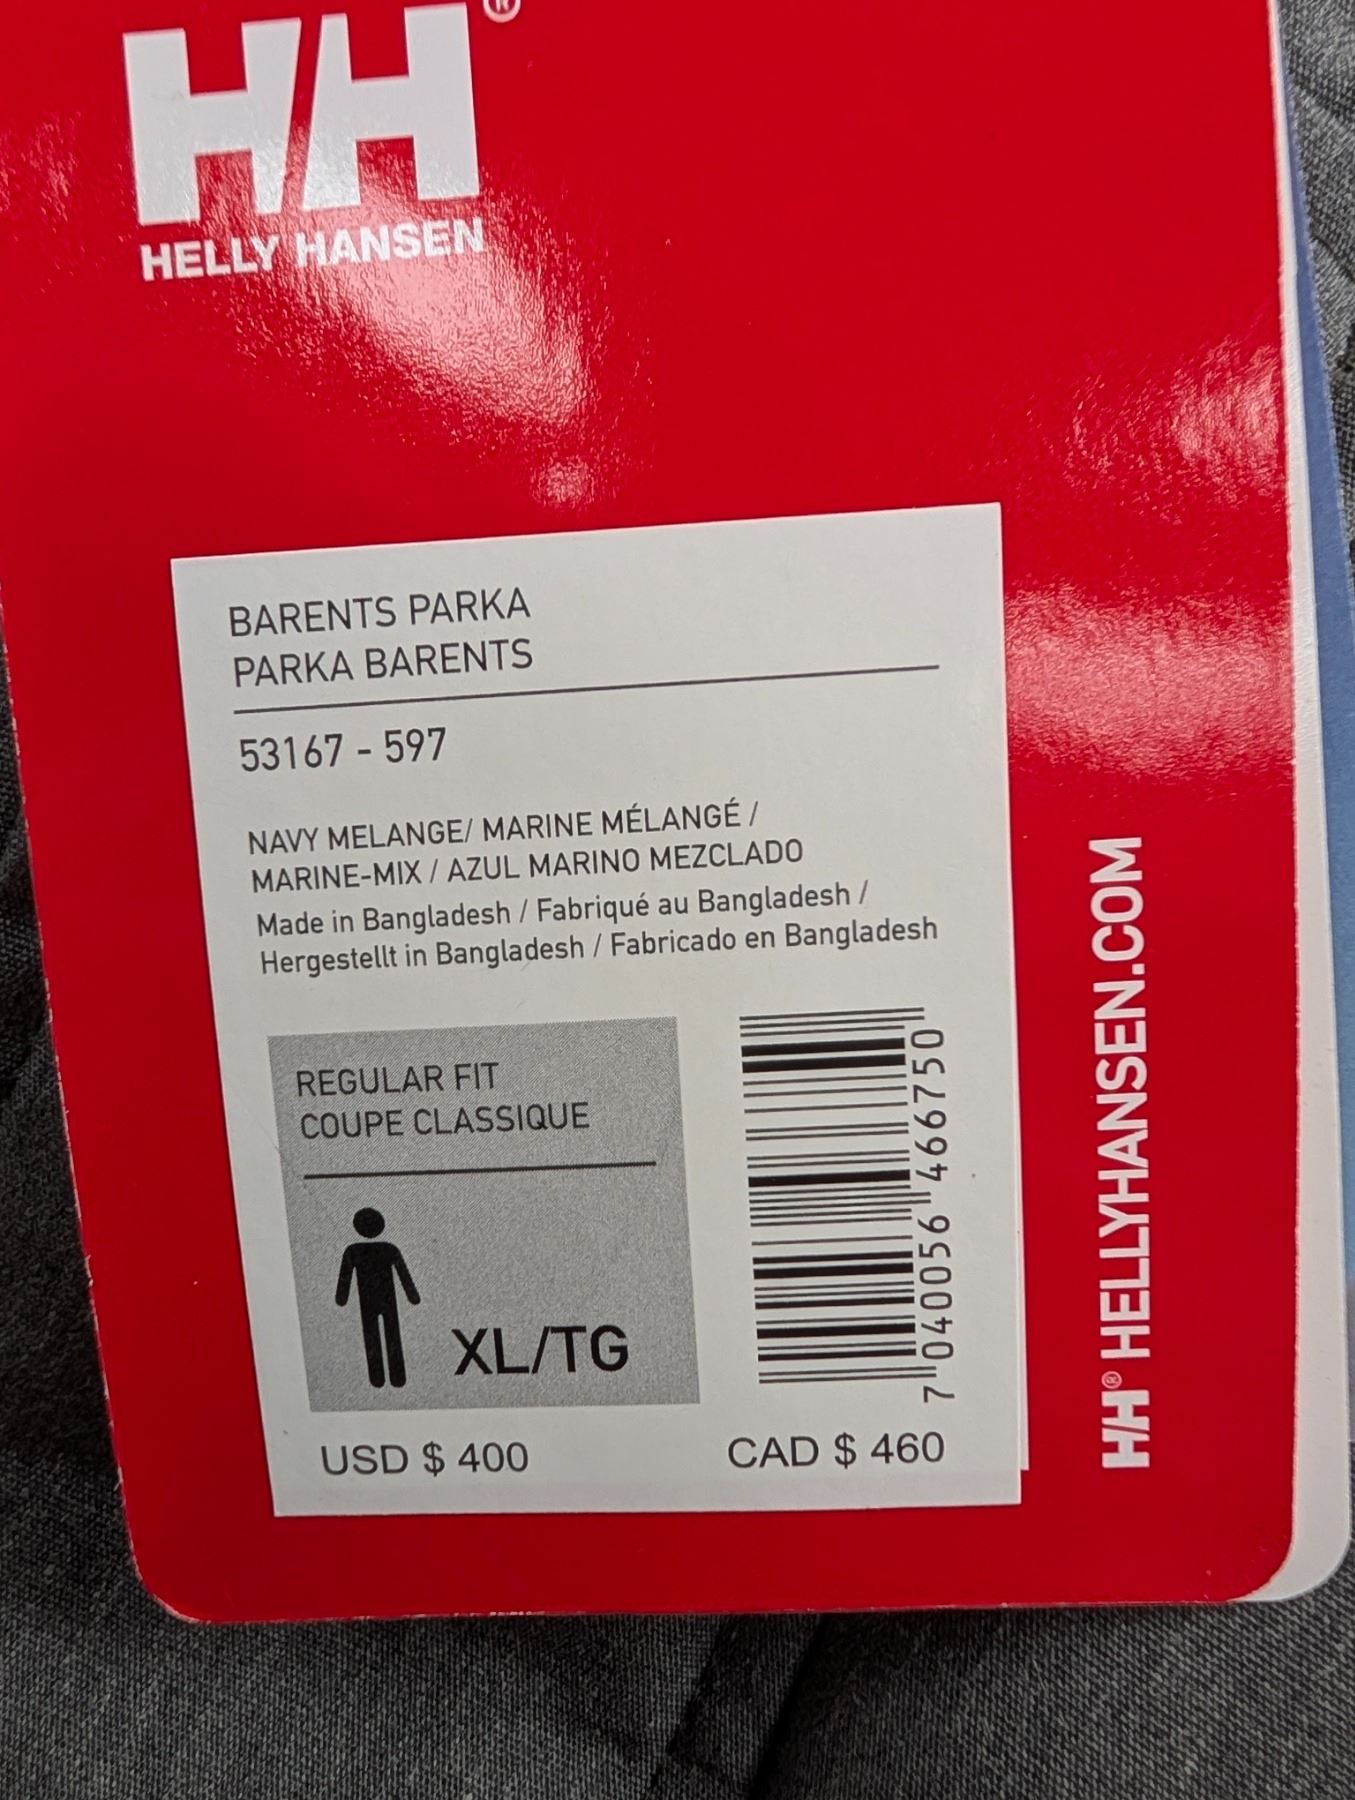 HH®
HELLY HANSEN
BARENTS PARKA
PARKA BARENTS
53167 - 597
NAVY MELANGE/ MARINE MÉLANGÉ /
MARINE-MIX / AZUL MARINO MEZCLADO
Made in Bangladesh / Fabriqué au Bangladesh /
Hergestellt in Bangladesh / Fabricado en Bangladesh
REGULAR FIT
COUPE CLASSIQUE
XL/TG
7 040056 466750
USD $ 400
CAD $ 460
HH® HELLYHANSEN.COM